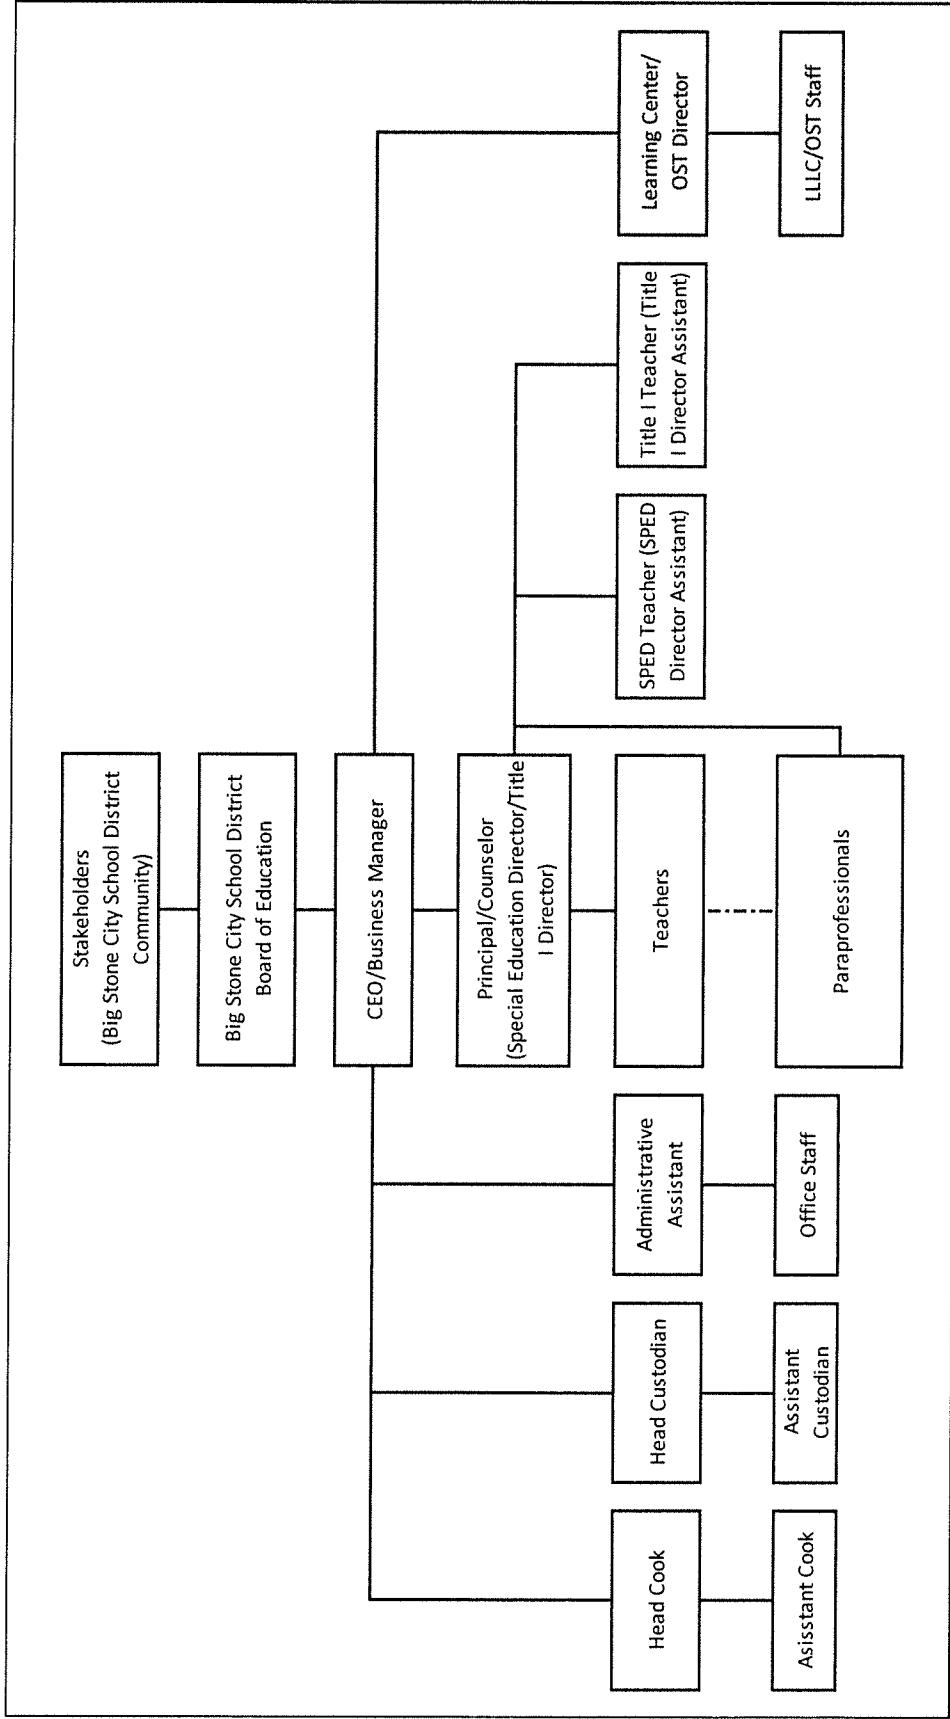 Stakeholders
(Big Stone City School District
Community)
Big Stone City School District
Board of Education
CEO/Business Manager
Principal/Counselor
(Special Education Director/Title
I Director)
Head Cook
Head Custodian
Administrative
Assistant
Teachers
SPED Teacher (SPED
Director Assistant)
Title I Teacher (Title
I Director Assistant)
Learning Center/
OST Director
Asisstant Cook
Assistant
Custodian
Office Staff
Paraprofessionals
LLLC/OST Staff